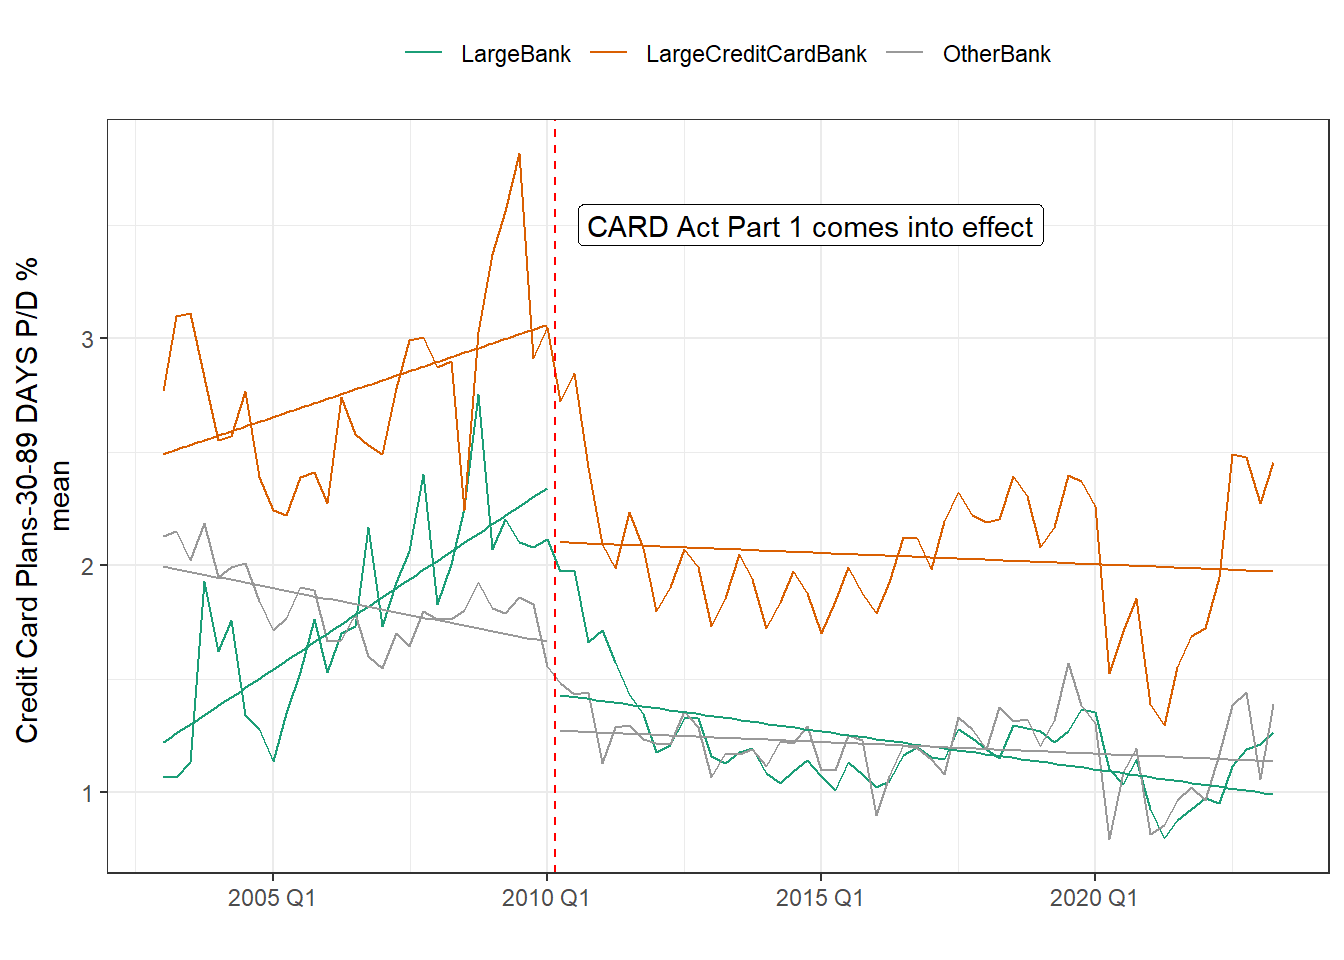 LargeBank LargeCreditCardBank OtherBank
CARD Act Part 1 comes into effect
Credit Card Plans-30-89 DAYS P/D %
mean
3
2
1
2005 Q1 2010 Q1 2015 Q1 2020 Q1